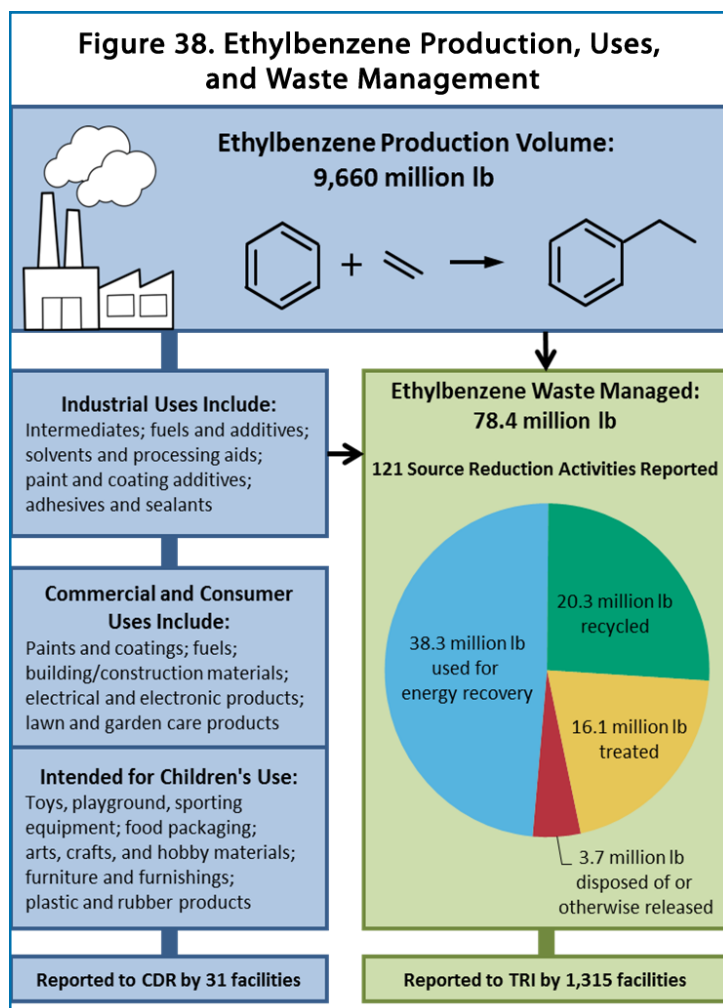 Figure 38. Ethylbenzene Production, Uses,
and Waste Management
Ethylbenzene Production Volume:
9,660 million lb
+
Industrial Uses Include:
Intermediates; fuels and additives;
solvents and processing aids;
paint and coating additives;
adhesives and sealants
Commercial and Consumer
Uses Include:
Paints and coatings; fuels;
building/construction materials;
electrical and electronic products;
lawn and garden care products
Intended for Children's Use:
Toys, playground, sporting
equipment; food packaging;
arts, crafts, and hobby materials;
furniture and furnishings;
plastic and rubber products
Reported to CDR by 31 facilities
Ethylbenzene Waste Managed:
78.4 million lb
121 Source Reduction Activities Reported
20.3 million lb
recycled
38.3 million lb
used for
energy recovery
16.1 million lb
treated
3.7 million lb
disposed of or
otherwise released
Reported to TRI by 1,315 facilities